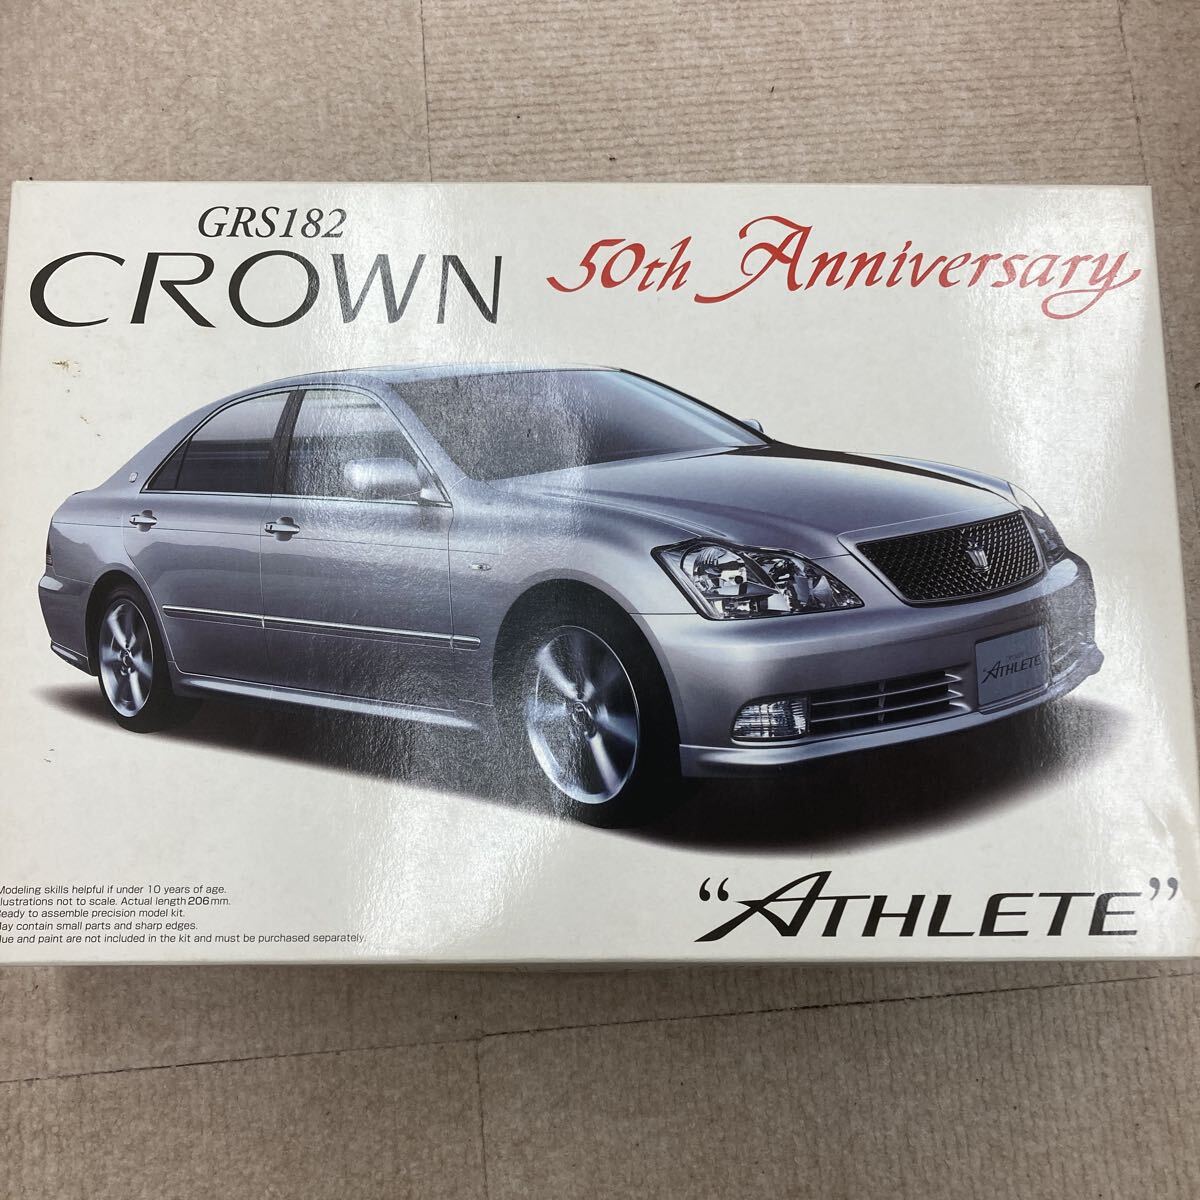 GRS182
CROWN
50th Anniversary
ATHLETE
Modeling skills helpful if under 10 years of age.
Illustrations not to scale. Actual length 206mm.
Ready to assemble precision model kit.
May contain small parts and sharp edges.
Glue and paint are not included in the kit and must be purchased separately.
“ATHLETE”